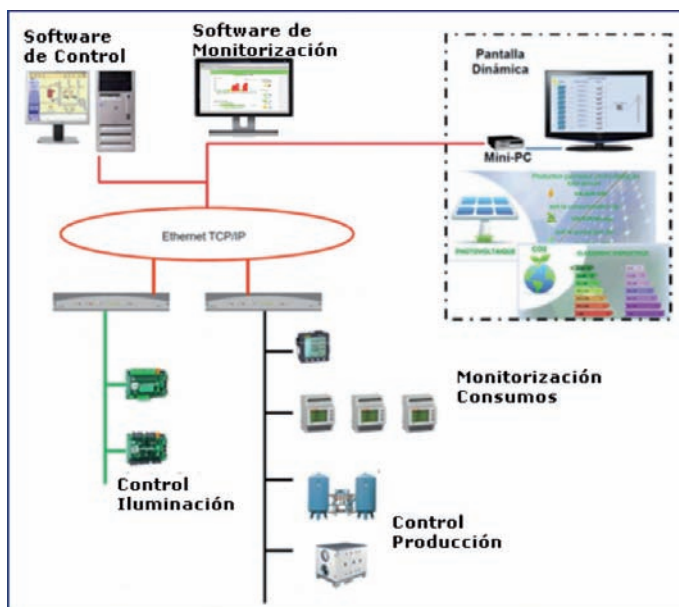 Software
de Control
Software
de Monitorización
Pantalla
Dinámica
Mini-PC
Ethernet TCP/IP
PHOTOVOLTAIQUE
CO2
Monitorización
Consumos
Control
Iluminación
Control
Producción